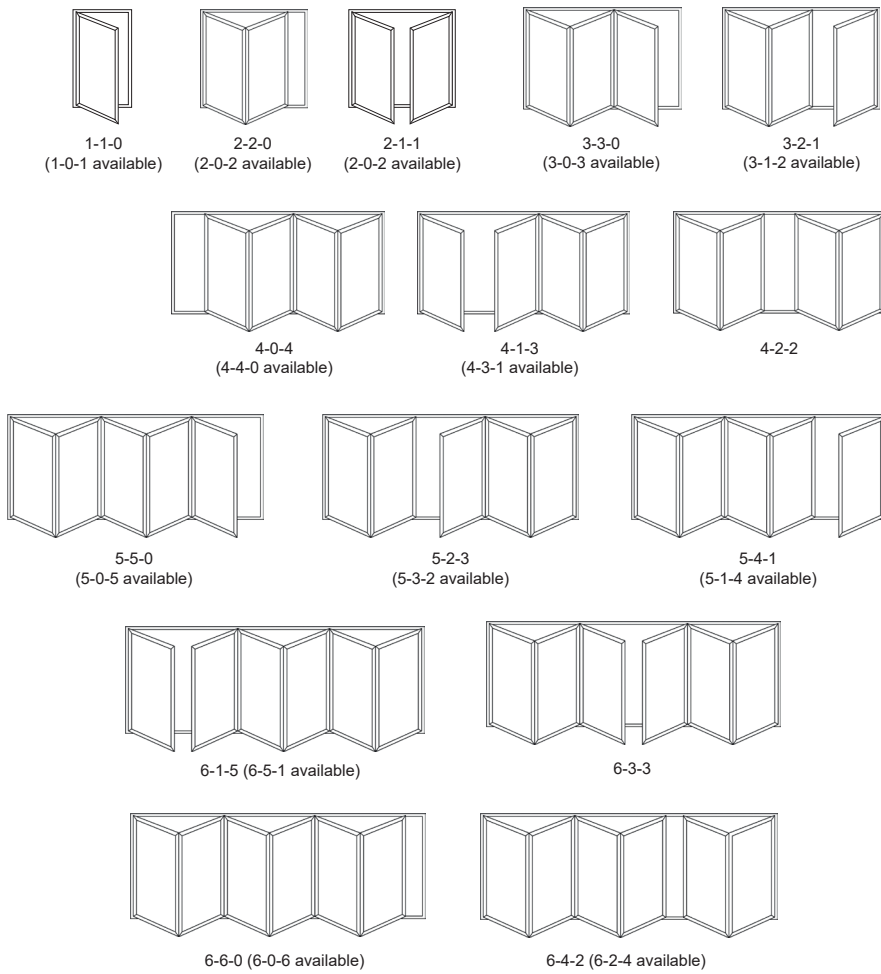 1-1-0
(1-0-1 available)
2-2-0
(2-0-2 available)
2-1-1
(2-0-2 available)
3-3-0
(3-0-3 available)
3-2-1
(3-1-2 available)
4-0-4
(4-4-0 available)
4-1-3
(4-3-1 available)
4-2-2
5-5-0
(5-0-5 available)
5-2-3
(5-3-2 available)
5-4-1
(5-1-4 available)
6-1-5 (6-5-1 available)
6-3-3
6-6-0 (6-0-6 available)
6-4-2 (6-2-4 available)